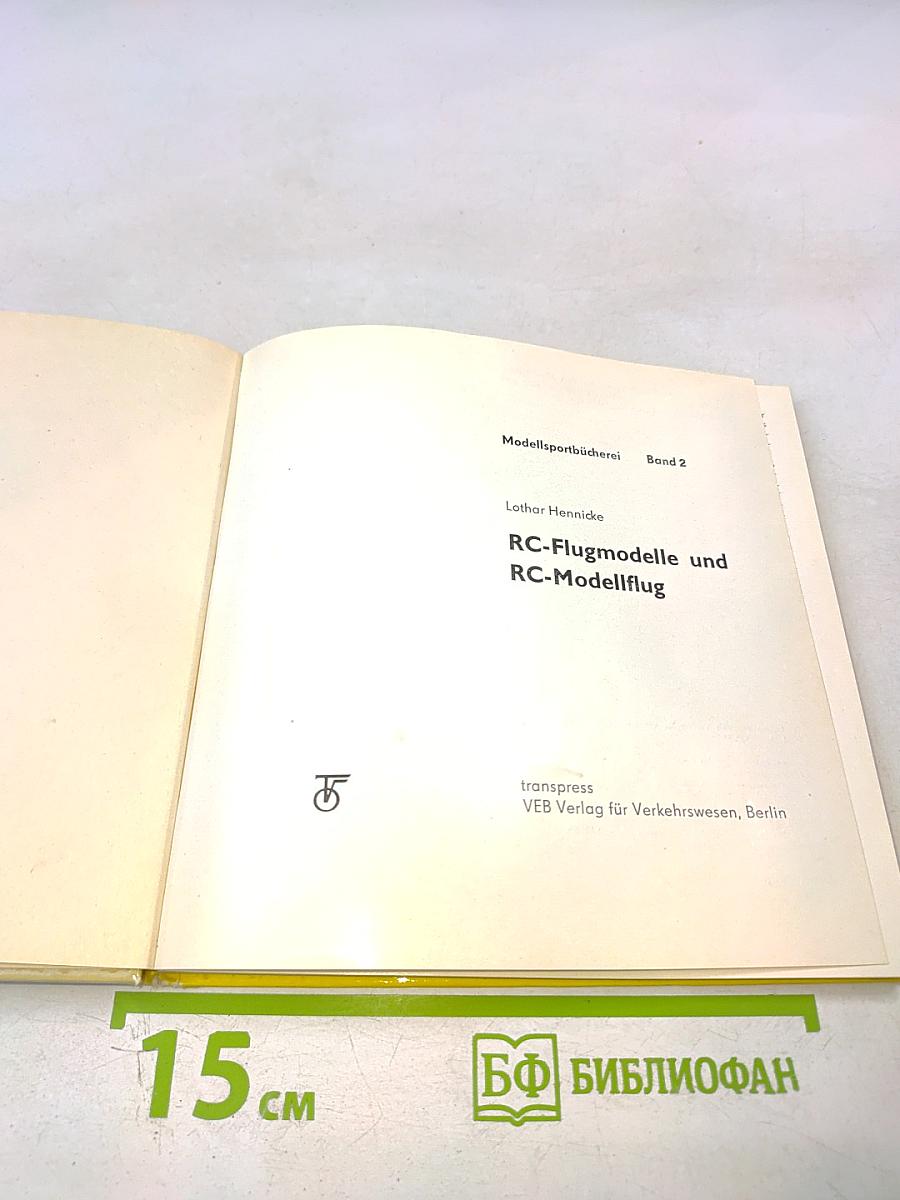 Modellsportbücherei Band 2
Lothar Hennicke
RC-Flugmodelle und
RC-Modellflug
transpress
VEB Verlag für Verkehrswesen, Berlin
15 см
БФ БИБЛИОФАН